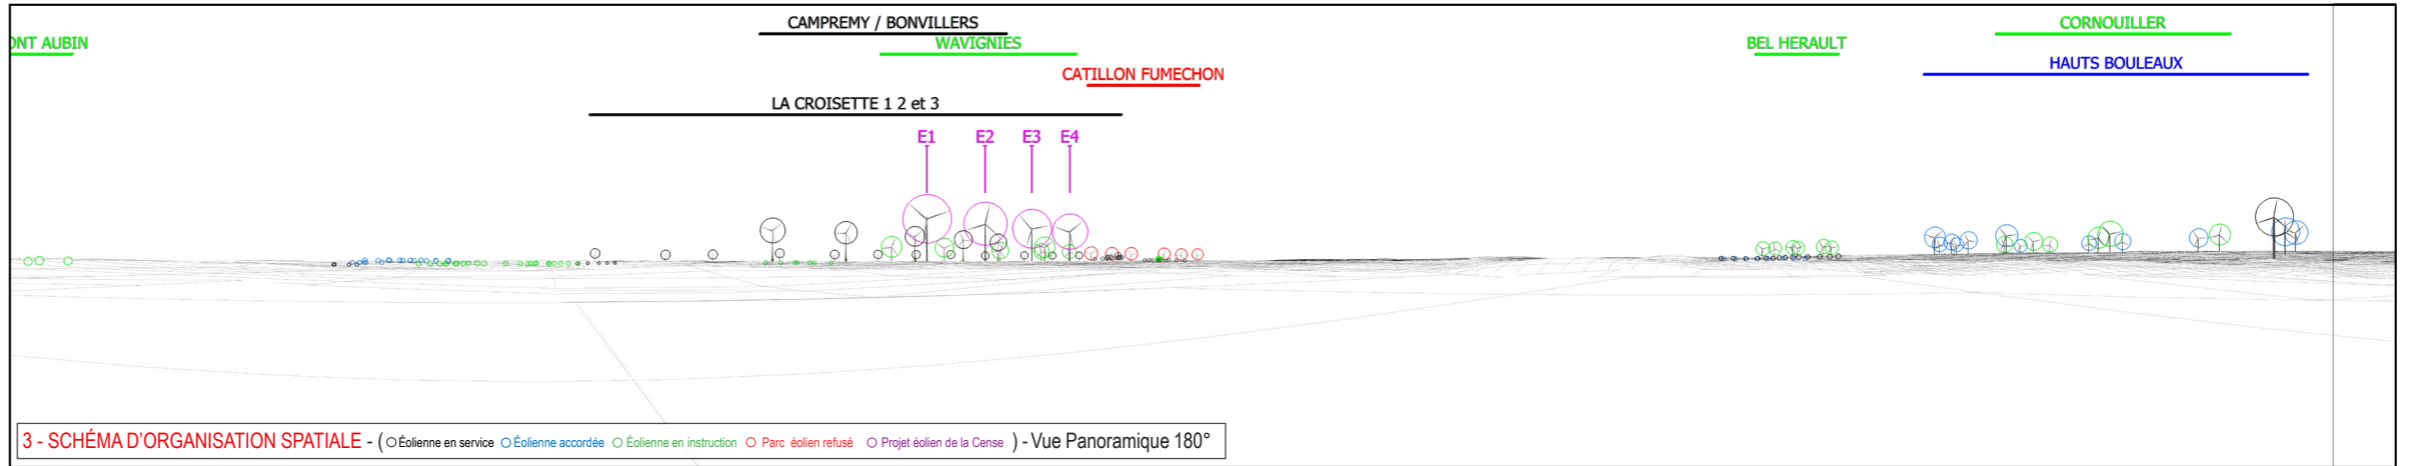 CAMPREMY / BONVILLERS
CORNOUILLER
ONT AUBIN
WAVIGNIES
BEL HERAULT
HAUTS BOULEAUX
CATILLON FUMECHON
LA CROISETTE 1 2 et 3
E1 E2 E3 E4
3 - SCHÉMA D'ORGANISATION SPATIALE - ( Éolienne en service Éolienne accordée Éolienne en instruction Parc éolien refusé Projet éolien de la Cense ) - Vue Panoramique 180°